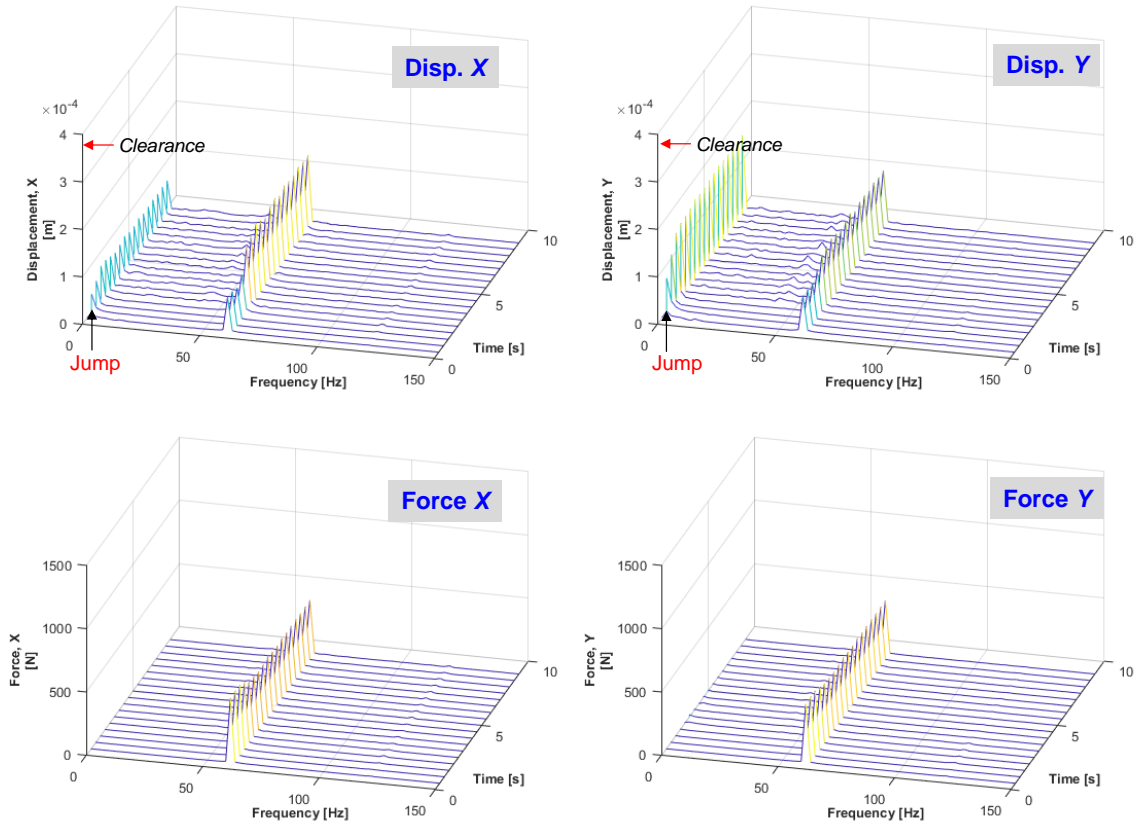 Disp. X
× 10⁻⁴
4
3
2
1
0
Displacement, X
[m]
Clearance
Jump
0
50
100
150
Frequency [Hz]
0
5
10
Time [s]
Disp. Y
× 10⁻⁴
4
3
2
1
0
Displacement, Y
[m]
Clearance
Jump
0
50
100
150
Frequency [Hz]
0
5
10
Time [s]
Force X
1500
1000
500
0
Force, X
[N]
0
50
100
150
Frequency [Hz]
0
5
10
Time [s]
Force Y
1500
1000
500
0
Force, Y
[N]
0
50
100
150
Frequency [Hz]
0
5
10
Time [s]